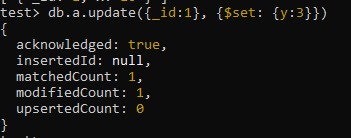 test> db.a.update({_id:1}, {$set: {y:3}})
{
  acknowledged: true,
  insertedId: null,
  matchedCount: 1,
  modifiedCount: 1,
  upsertedCount: 0
}